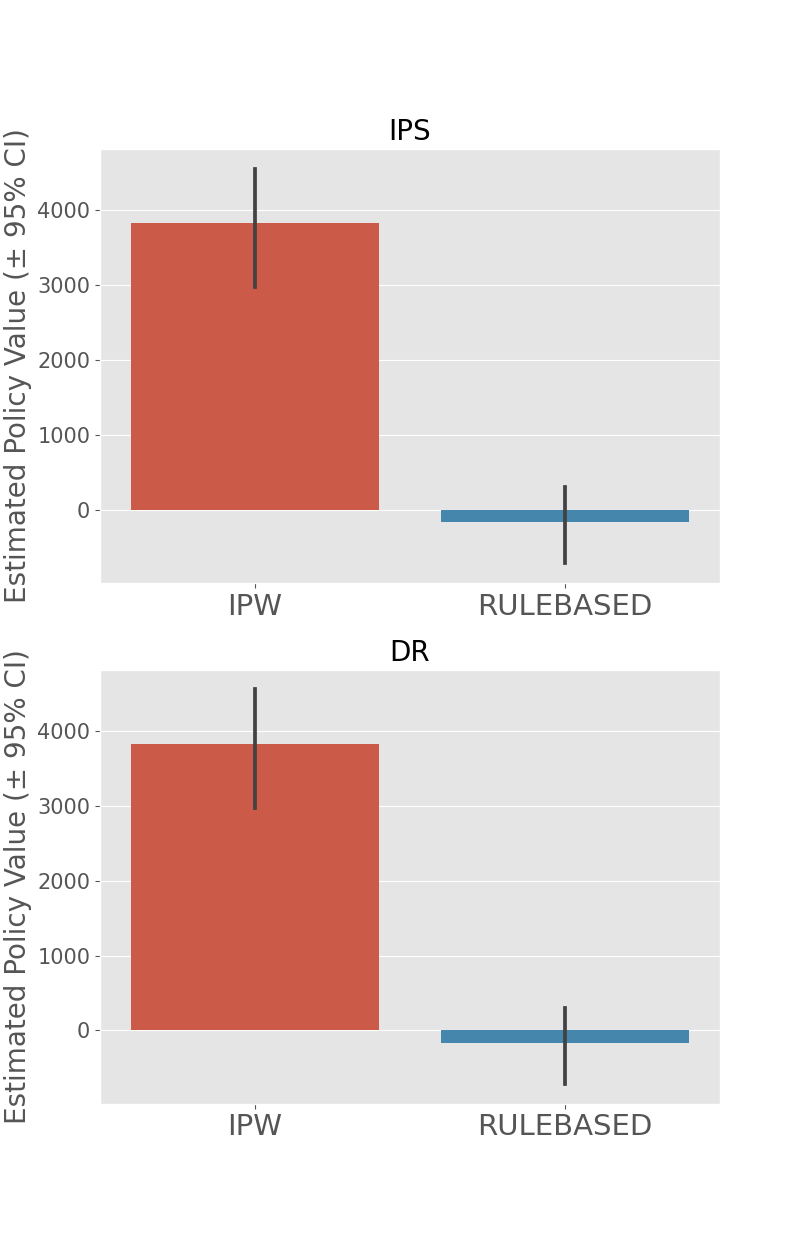 IPS
Estimated Policy Value (± 95% CI)
4000
3000
2000
1000
0
IPW RULEBASED
DR
Estimated Policy Value (± 95% CI)
4000
3000
2000
1000
0
IPW RULEBASED